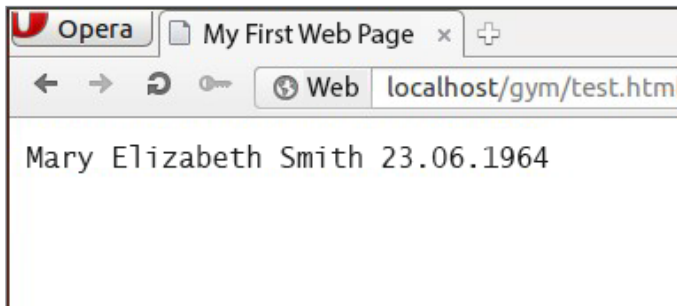 Opera
My First Web Page
Web
localhost/gym/test.html
Mary Elizabeth Smith 23.06.1964